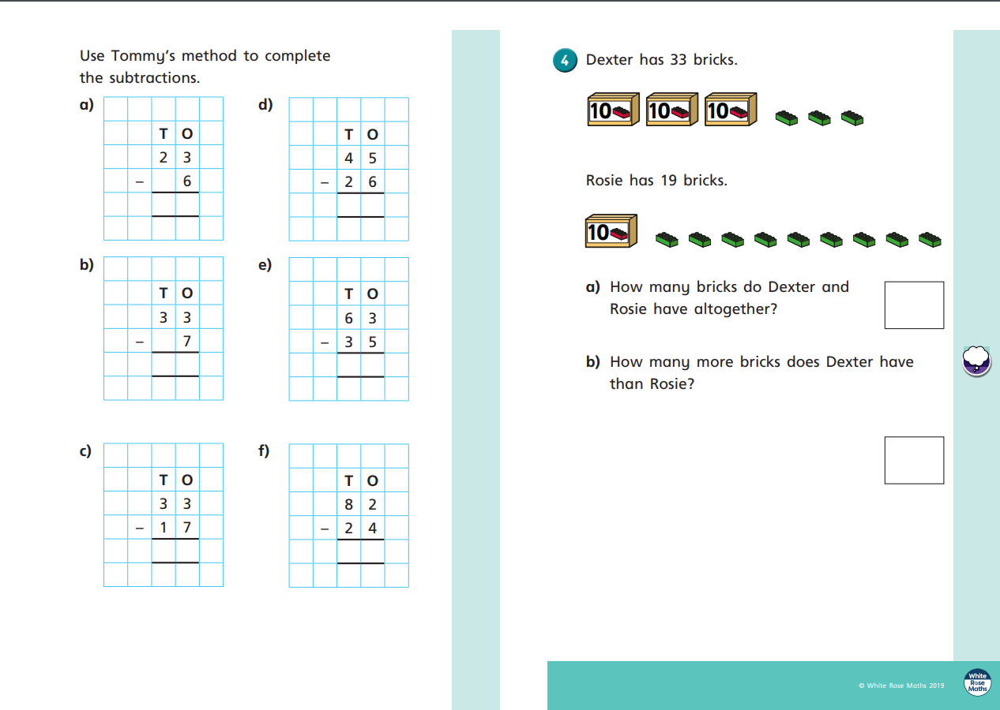 Use Tommy's method to complete
the subtractions.
a)
T O
2 3
– 6
b)
T O
3 3
– 7
c)
T O
3 3
– 1 7
d)
T O
4 5
– 2 6
e)
T O
6 3
– 3 5
f)
T O
8 2
– 2 4
4 Dexter has 33 bricks.
10 10 10
Rosie has 19 bricks.
10
a) How many bricks do Dexter and
Rosie have altogether?
b) How many more bricks does Dexter have
than Rosie?
© White Rose Maths 2019
White
Rose
Maths